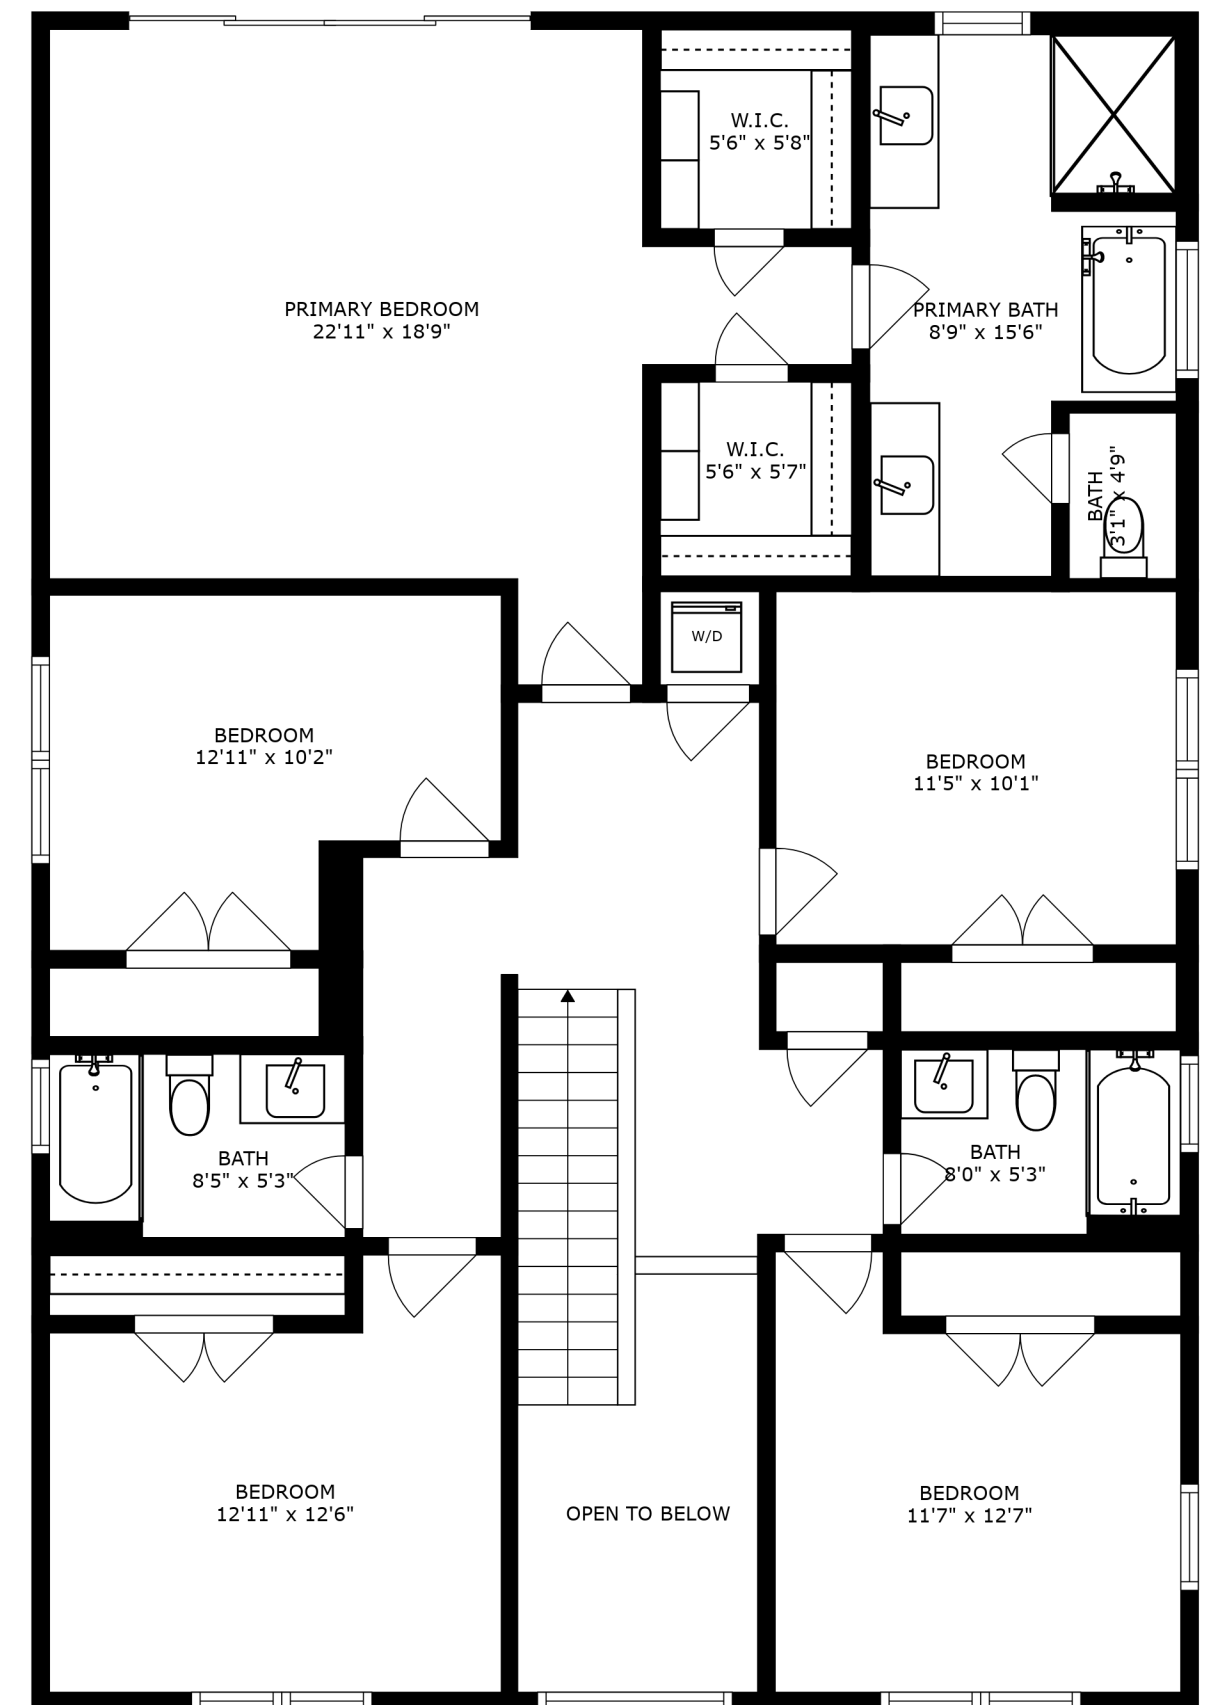 W.I.C.
5'6" x 5'8"
PRIMARY BEDROOM
22'11" x 18'9"
PRIMARY BATH
8'9" x 15'6"
W.I.C.
5'6" x 5'7"
BATH
3'1" x 4'9"
W/D
BEDROOM
12'11" x 10'2"
BEDROOM
11'5" x 10'1"
BATH
8'5" x 5'3"
BATH
8'0" x 5'3"
BEDROOM
12'11" x 12'6"
OPEN TO BELOW
BEDROOM
11'7" x 12'7"